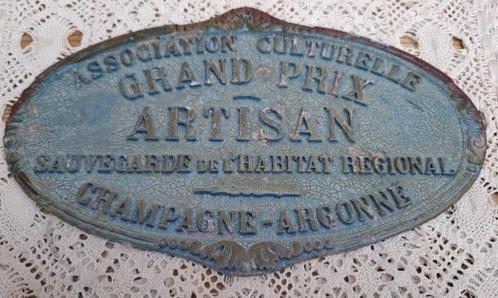 ASSOCIATION CULTURELLE
GRAND PRIX
ARTISAN
SAUVEGARDE DE L'HABITAT REGIONAL
CHAMPAGNE-ARGONNE